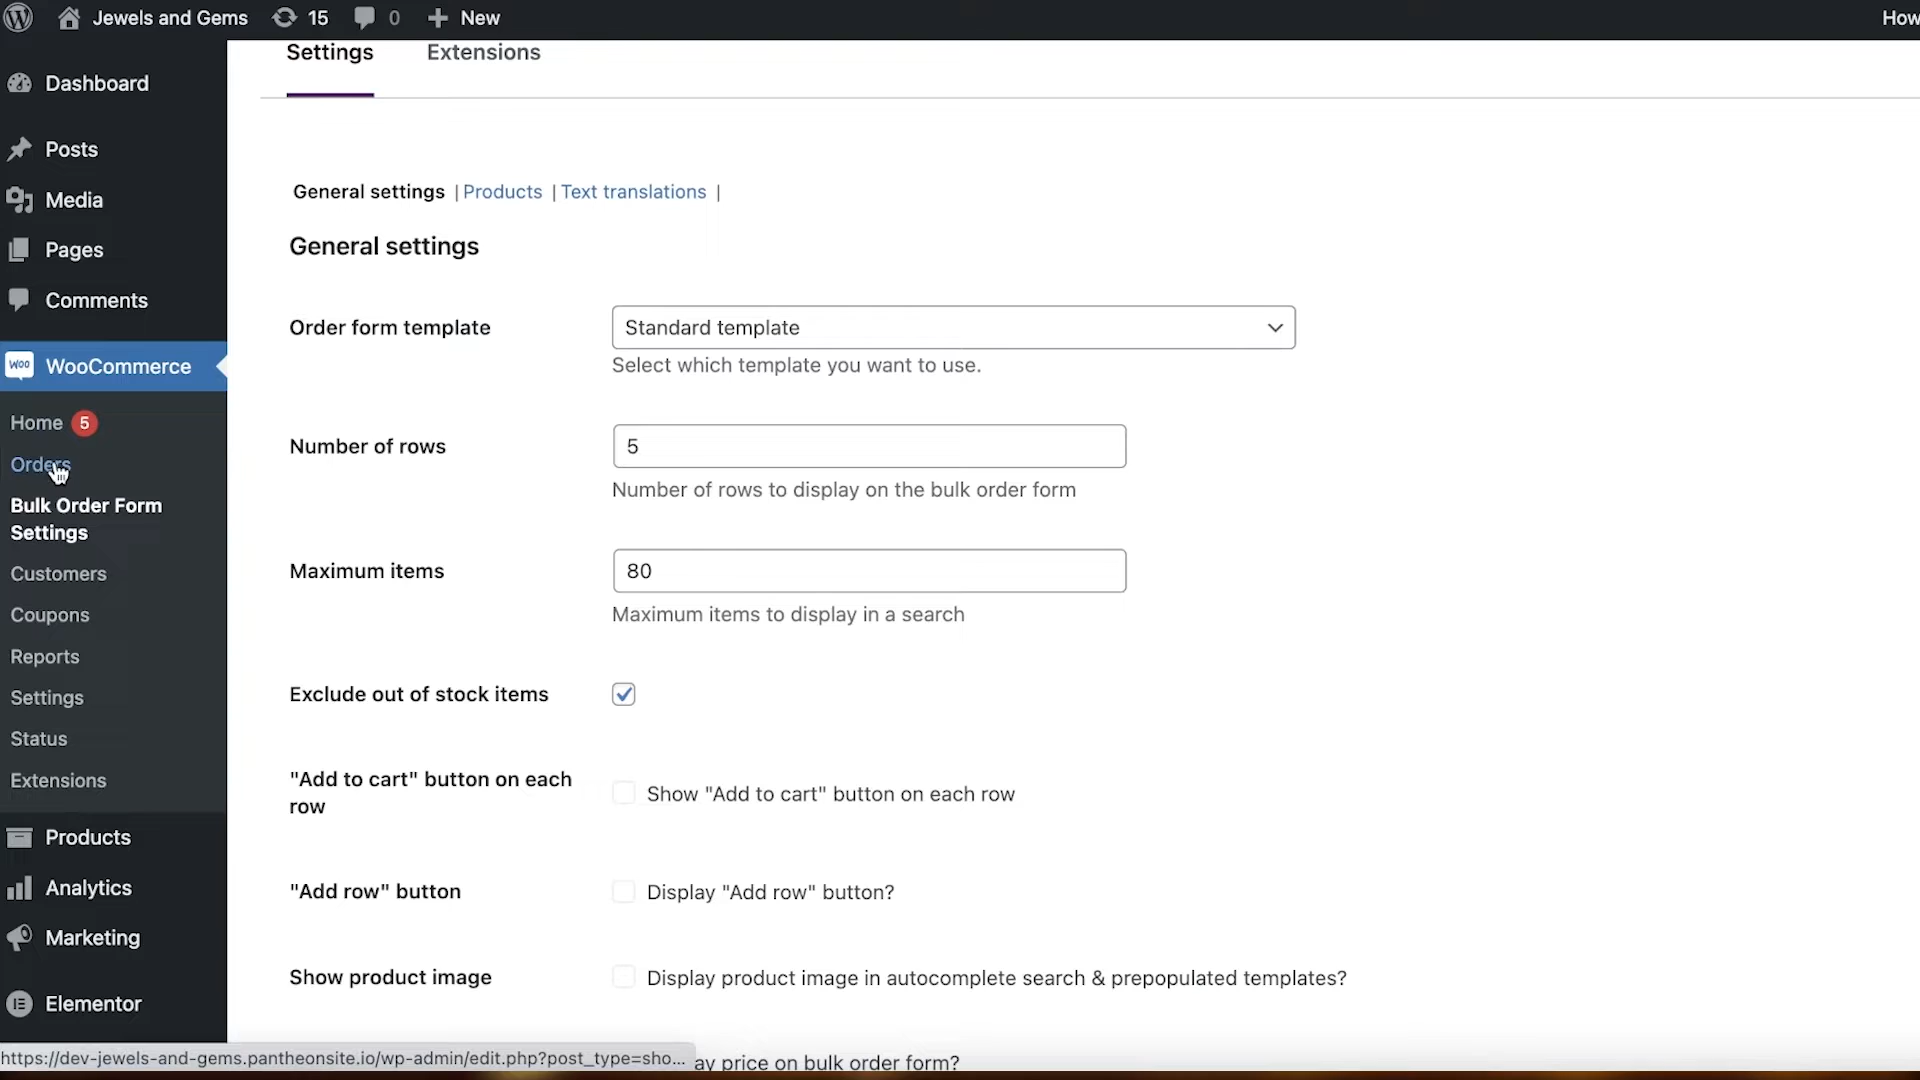 Jewels and Gems 15 0 New How
Settings Extensions
Dashboard
Posts
Media
Pages
Comments
WOO WooCommerce
Home 5
Orders
Bulk Order Form
Settings
Customers
Coupons
Reports
Settings
Status
Extensions
Products
Analytics
Marketing
Elementor
General settings | Products | Text translations |
General settings
Order form template
Standard template
Select which template you want to use.
Number of rows
5
Number of rows to display on the bulk order form
Maximum items
80
Maximum items to display in a search
Exclude out of stock items
"Add to cart" button on each
row
Show "Add to cart" button on each row
"Add row" button
Display "Add row" button?
Show product image
Display product image in autocomplete search & prepopulated templates?
https://dev-jewels-and-gems.pantheonsite.io/wp-admin/edit.php?post_type=sho...
ay price on bulk order form?